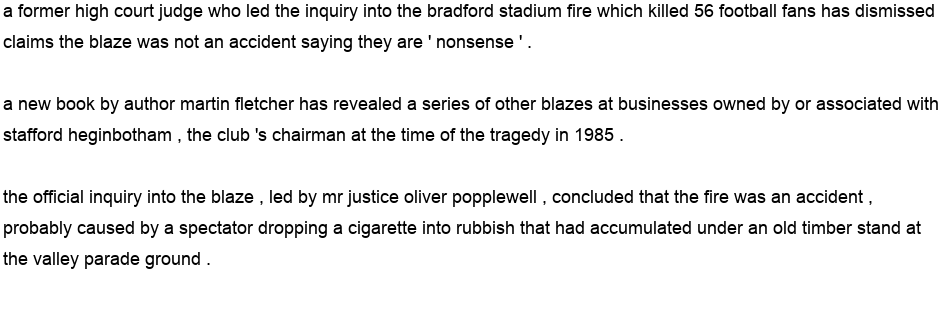 a former high court judge who led the inquiry into the bradford stadium fire which killed 56 football fans has dismissed
claims the blaze was not an accident saying they are ' nonsense ' .
a new book by author martin fletcher has revealed a series of other blazes at businesses owned by or associated with
stafford heginbotham , the club 's chairman at the time of the tragedy in 1985 .
the official inquiry into the blaze , led by mr justice oliver popplewell , concluded that the fire was an accident ,
probably caused by a spectator dropping a cigarette into rubbish that had accumulated under an old timber stand at
the valley parade ground .